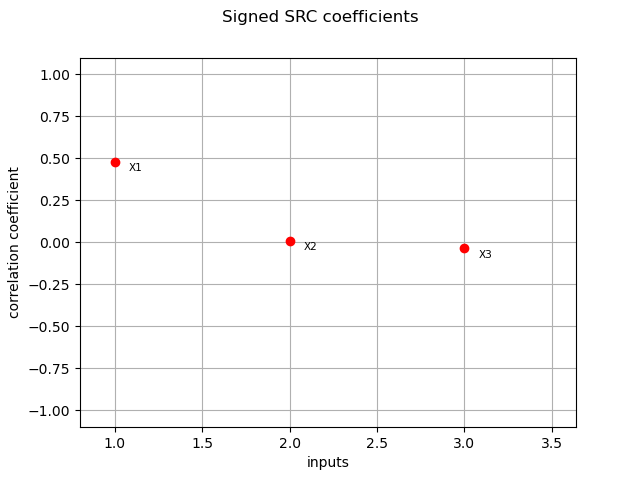 Signed SRC coefficients
correlation coefficient
1.00
0.75
0.50
0.25
0.00
−0.25
−0.50
−0.75
−1.00
X1
X2
X3
1.0 1.5 2.0 2.5 3.0 3.5
inputs